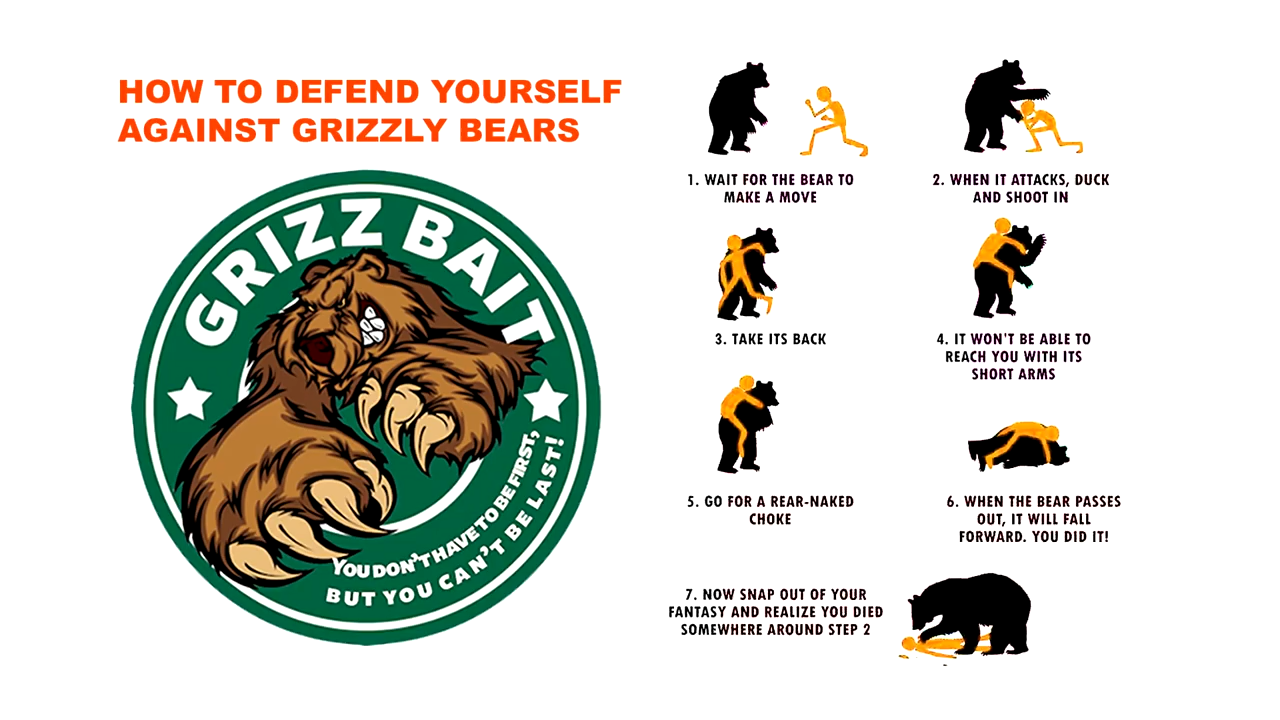 HOW TO DEFEND YOURSELF
AGAINST GRIZZLY BEARS
GRIZZ BAIT
YOU DON'T HAVE TO BE FIRST,
BUT YOU CAN'T BE LAST!
1. WAIT FOR THE BEAR TO
MAKE A MOVE
2. WHEN IT ATTACKS, DUCK
AND SHOOT IN
3. TAKE ITS BACK
4. IT WON'T BE ABLE TO
REACH YOU WITH ITS
SHORT ARMS
5. GO FOR A REAR-NAKED
CHOKE
6. WHEN THE BEAR PASSES
OUT, IT WILL FALL
FORWARD. YOU DID IT!
7. NOW SNAP OUT OF YOUR
FANTASY AND REALIZE YOU DIED
SOMEWHERE AROUND STEP 2